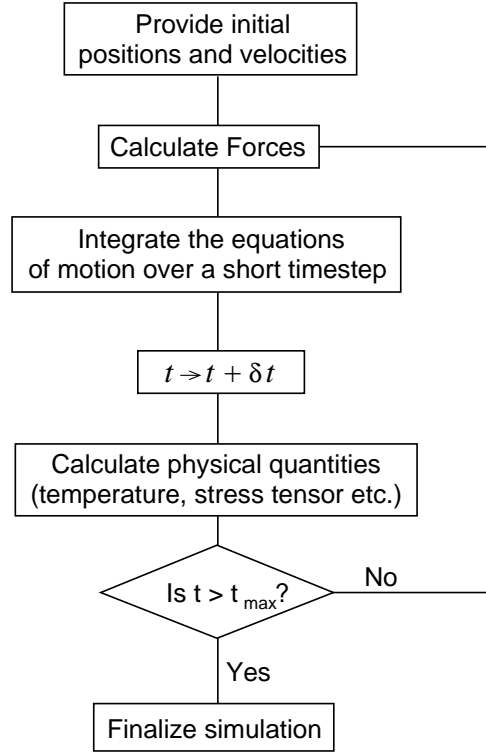 Provide initial
positions and velocities
Calculate Forces
Integrate the equations
of motion over a short timestep
t → t + δ t
Calculate physical quantities
(temperature, stress tensor etc.)
Is t > t max?
No
Yes
Finalize simulation